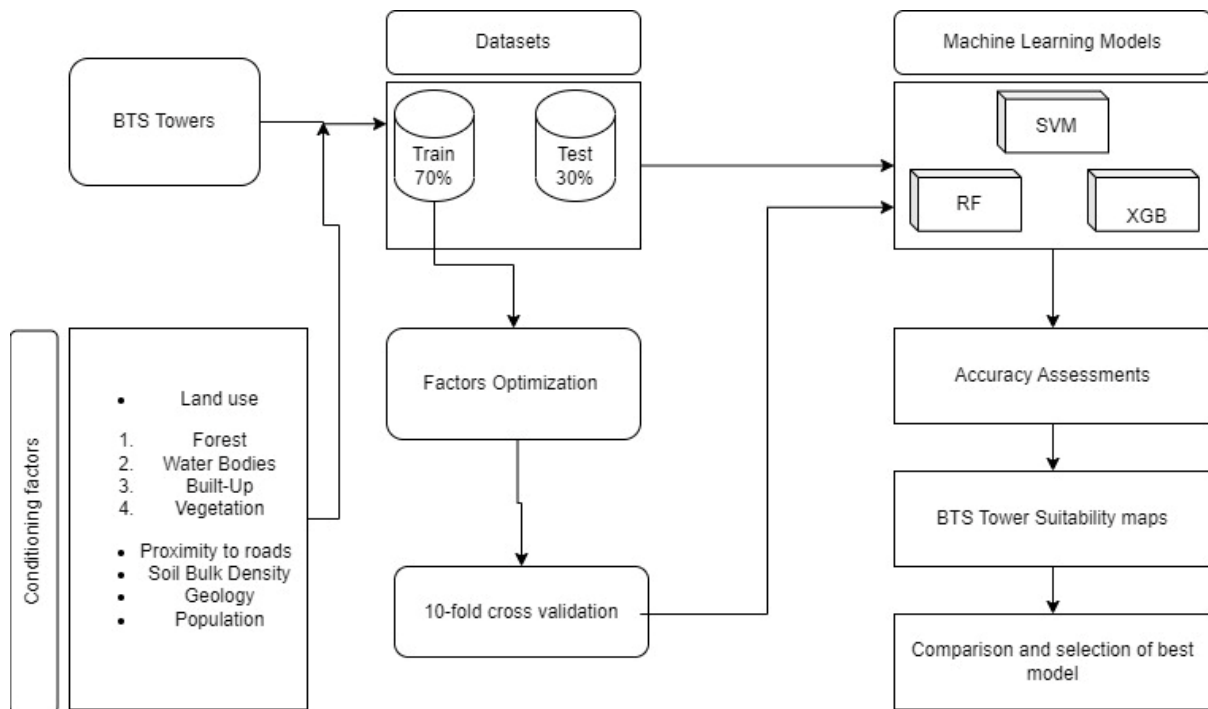 BTS Towers
Datasets
Train
70%
Test
30%
Machine Learning Models
SVM
RF
XGB
Conditioning factors
• Land use
1. Forest
2. Water Bodies
3. Built-Up
4. Vegetation
• Proximity to roads
• Soil Bulk Density
• Geology
• Population
Factors Optimization
10-fold cross validation
Accuracy Assessments
BTS Tower Suitability maps
Comparison and selection of best
model